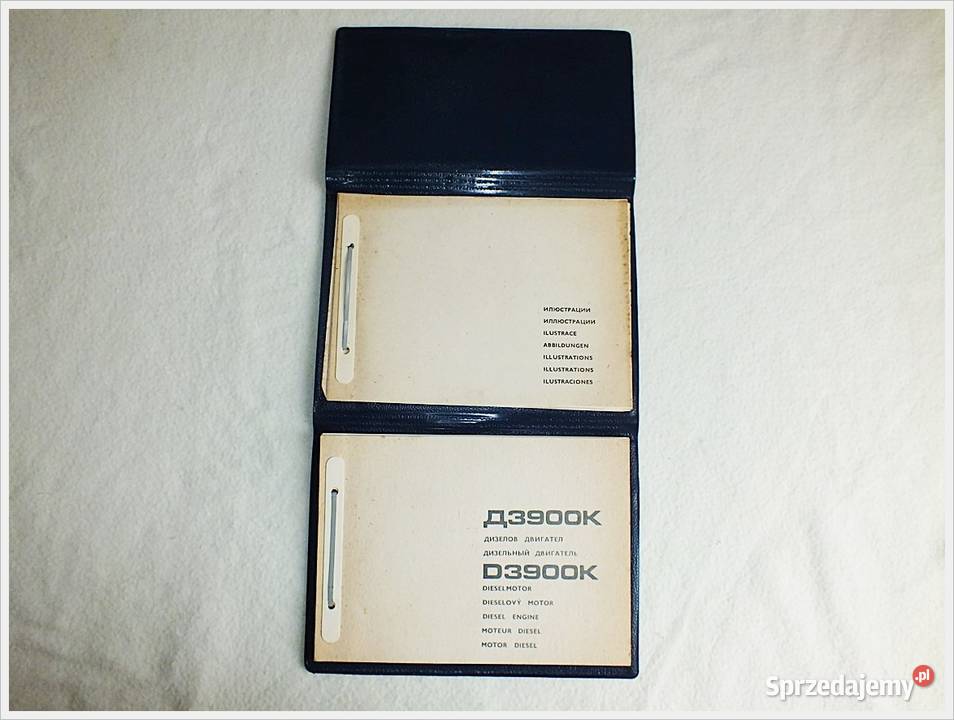 ИЛЮСТРАЦИИ
ИЛЛЮСТРАЦИИ
ILUSTRACE
ABBILDUNGEN
ILLUSTRATIONS
ILLUSTRATIONS
ILUSTRACIONES
Д3900К
ДИЗЕЛОВ ДВИГАТЕЛ
ДИЗЕЛЬНЫЙ ДВИГАТЕЛЬ
D3900K
DIESELMOTOR
DIESELOVÝ MOTOR
DIESEL ENGINE
MOTEUR DIESEL
MOTOR DIESEL
Sprzedajemy.pl